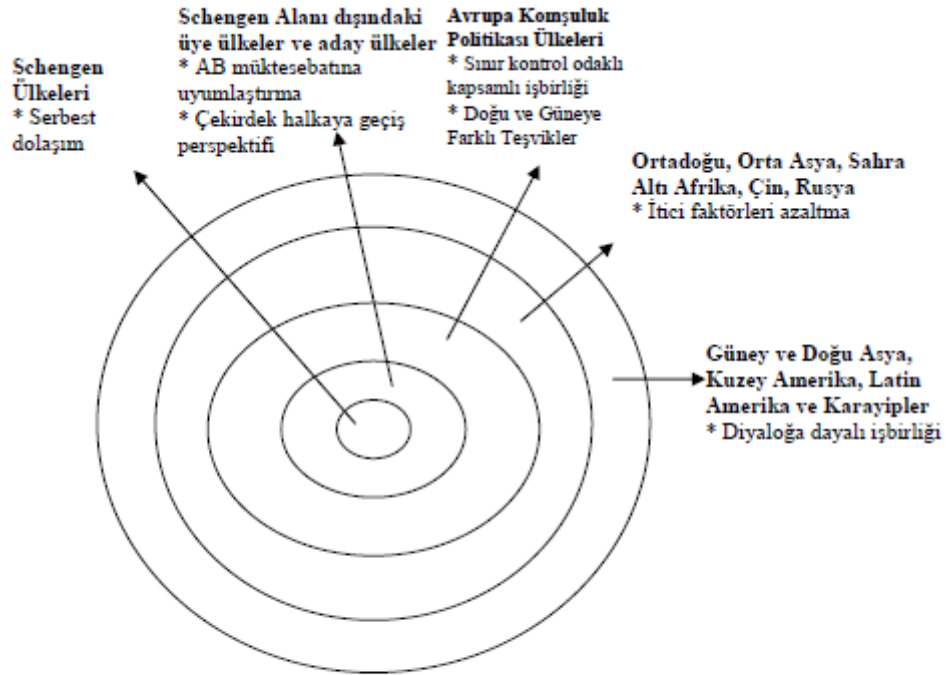 Schengen
Ülkeleri
* Serbest
dolaşım
Schengen Alanı dışındaki
üye ülkeler ve aday ülkeler
* AB müktesebatına
uyumlaştırma
* Çekirdek halkaya geçiş
perspektifi
Avrupa Komşuluk
Politikası Ülkeleri
* Sınır kontrol odaklı
kapsamlı işbirliği
* Doğu ve Güneye
Farklı Teşvikler
Ortadoğu, Orta Asya, Sahra
Altı Afrika, Çin, Rusya
* İtici faktörleri azaltma
Güney ve Doğu Asya,
Kuzey Amerika, Latin
Amerika ve Karayipler
* Diyaloğa dayalı işbirliği